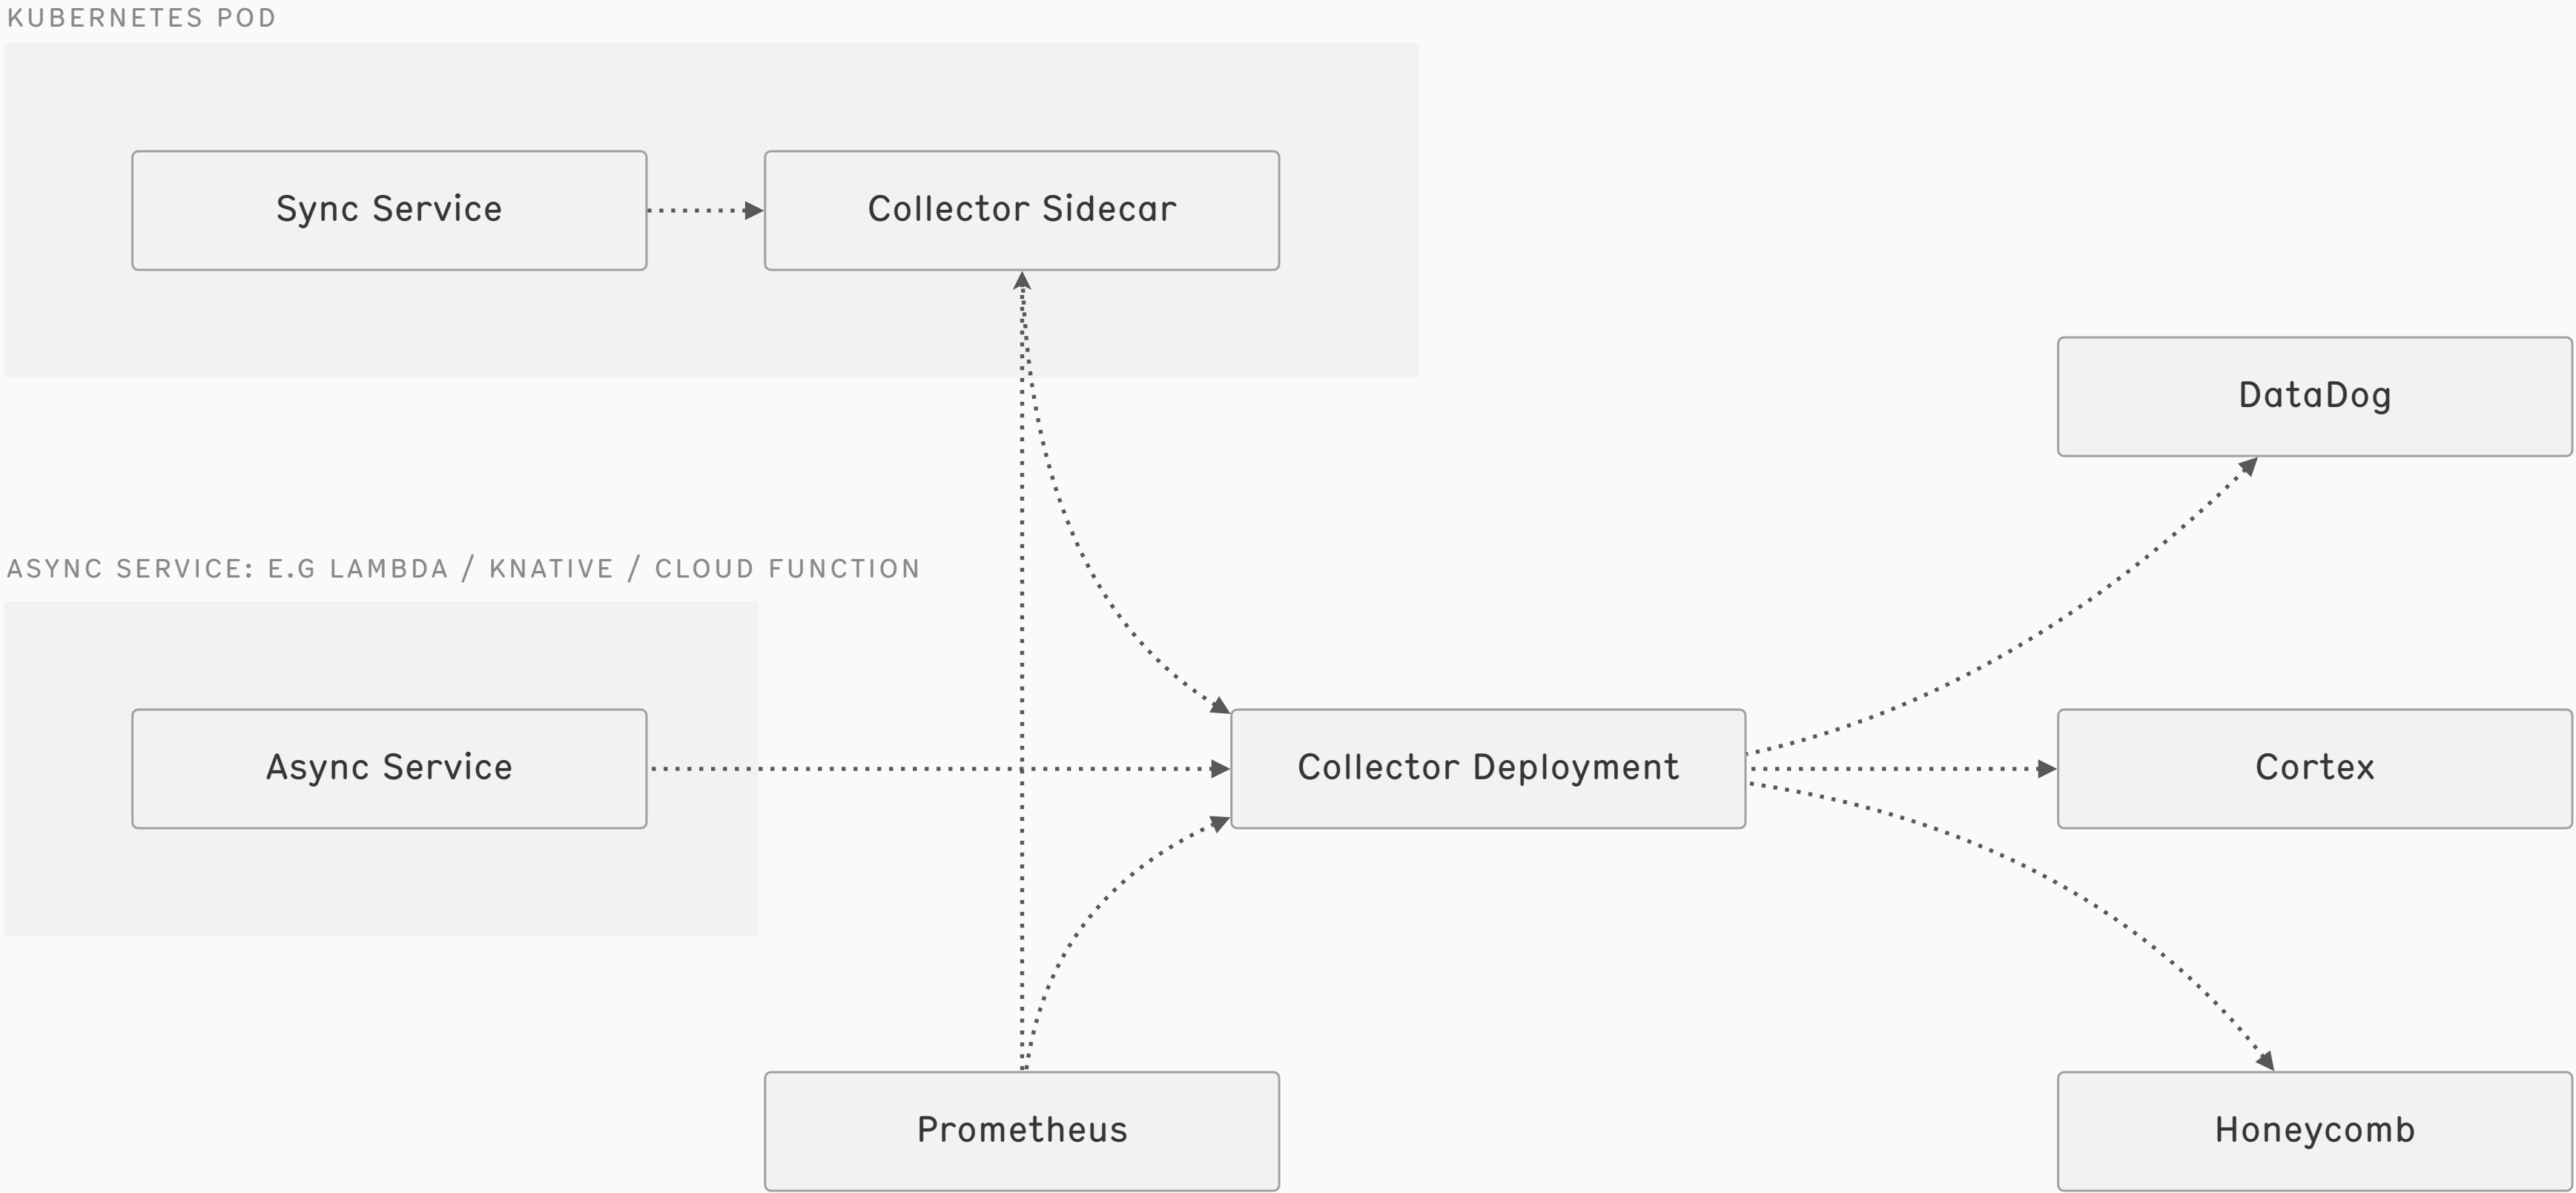 KUBERNETES POD
Sync Service
Collector Sidecar
DataDog
ASYNC SERVICE: E.G LAMBDA / KNATIVE / CLOUD FUNCTION
Async Service
Collector Deployment
Cortex
Prometheus
Honeycomb